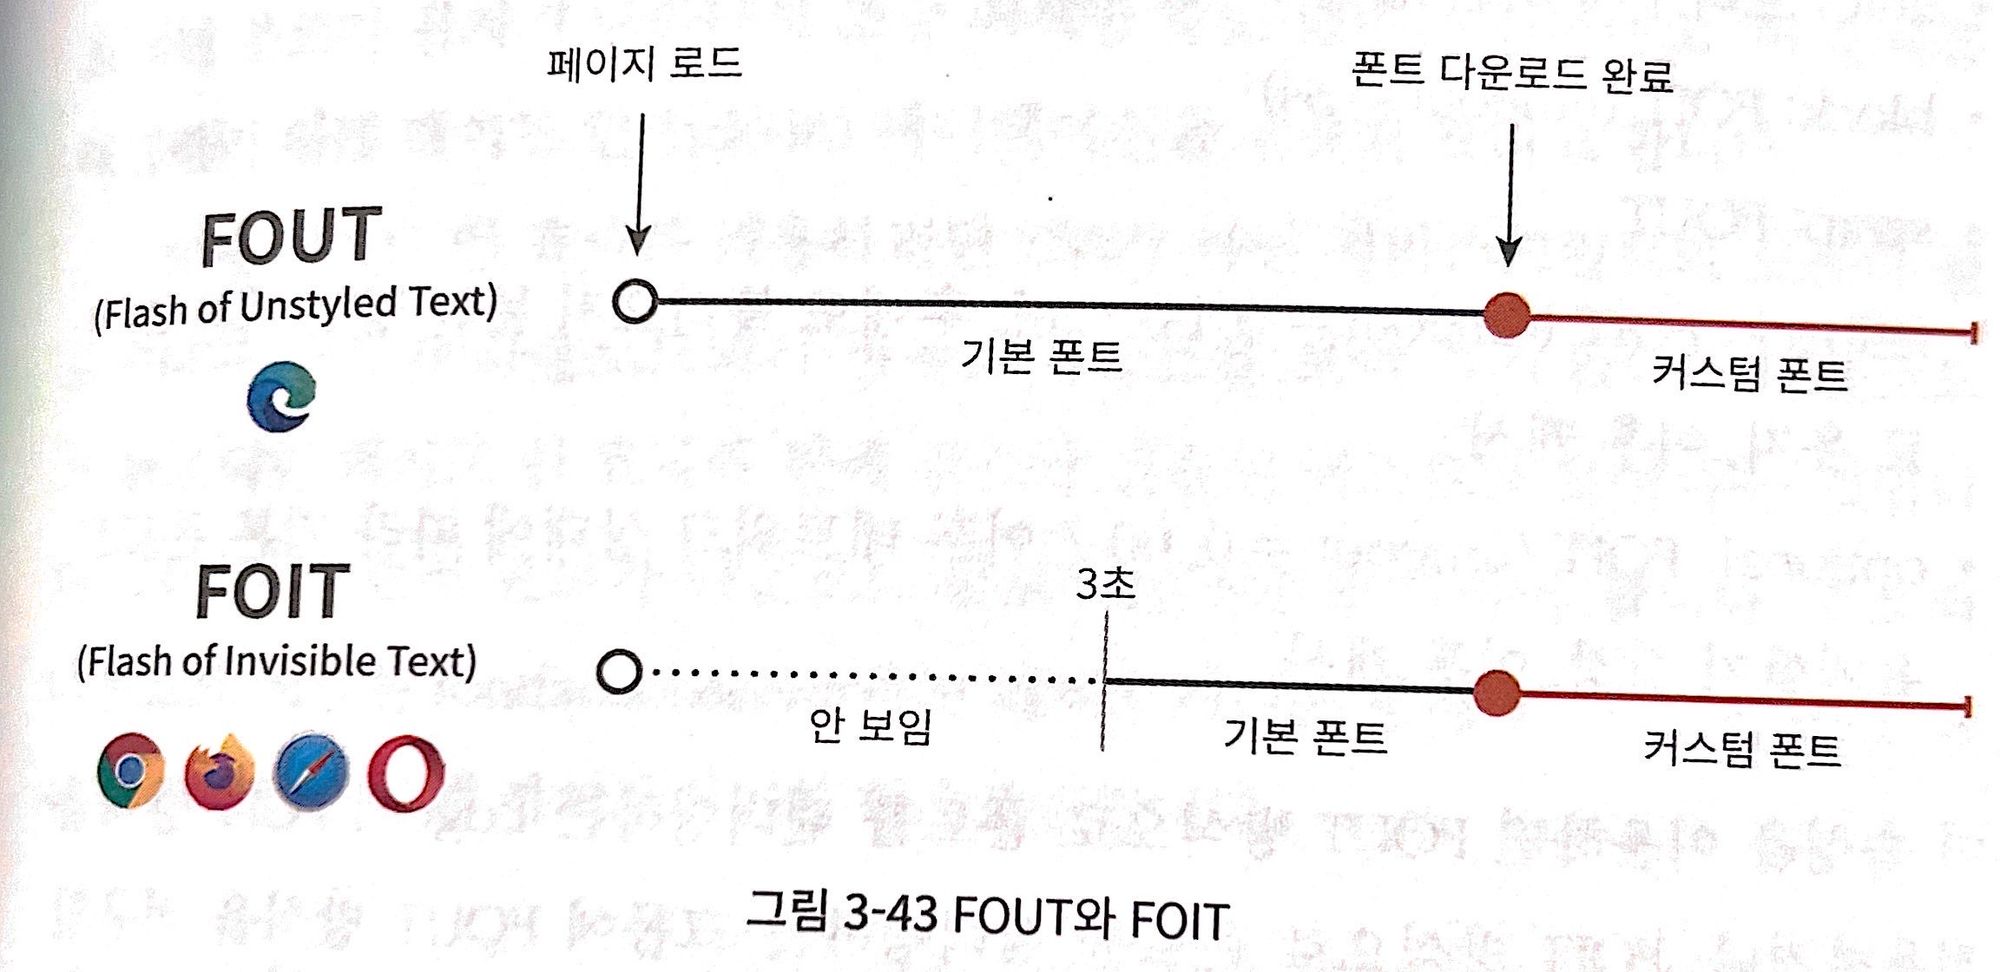 페이지 로드
폰트 다운로드 완료
FOUT
(Flash of Unstyled Text)
기본 폰트
커스텀 폰트
FOIT
(Flash of Invisible Text)
3초
안 보임
기본 폰트
커스텀 폰트
그림 3-43 FOUT와 FOIT